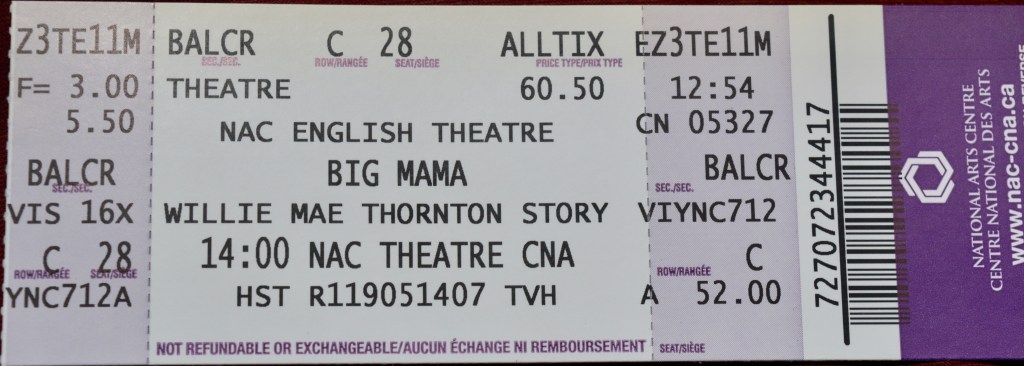 Z3TE11M
F= 3.00
5.50
BALCR
SEC./SEC.
VIS 16X
C 28
ROW/RANGÉE SEAT/SIÈGE
YNC712A
BALCR C 28 ALLTIX
SEC./SEC. ROW/RANGÉE SEAT/SIÈGE PRICE TYPE/PRIX TYPE
THEATRE 60.50
NAC ENGLISH THEATRE
BIG MAMA
WILLIE MAE THORNTON STORY
14:00 NAC THEATRE CNA
HST R119051407 TVH
NOT REFUNDABLE OR EXCHANGEABLE/AUCUN ÉCHANGE NI REMBOURSEMENT
EZ3TE11M
12:54
CN 05327
BALCR
SEC./SEC.
VIYNC712
C
ROW/RANGÉE
A 52.00
SEAT/SIÈGE
727072344417
NATIONAL ARTS CENTRE
CENTRE NATIONAL DES ARTS
www.nac-cna.ca